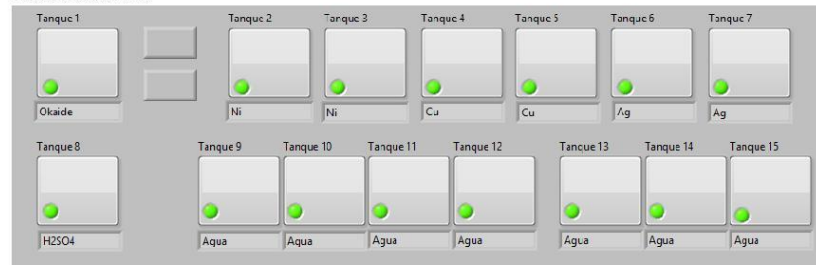 Tanque 1 Tanque 2 Tanque 3 Tanque 4 Tanque 5 Tanque 6 Tanque 7
Okaide Ni Ni Cu Cu Ag Ag
Tanque 8 Tanque 9 Tanque 10 Tanque 11 Tanque 12 Tanque 13 Tanque 14 Tanque 15
H2SO4 Agua Agua Agua Agua Agua Agua Agua